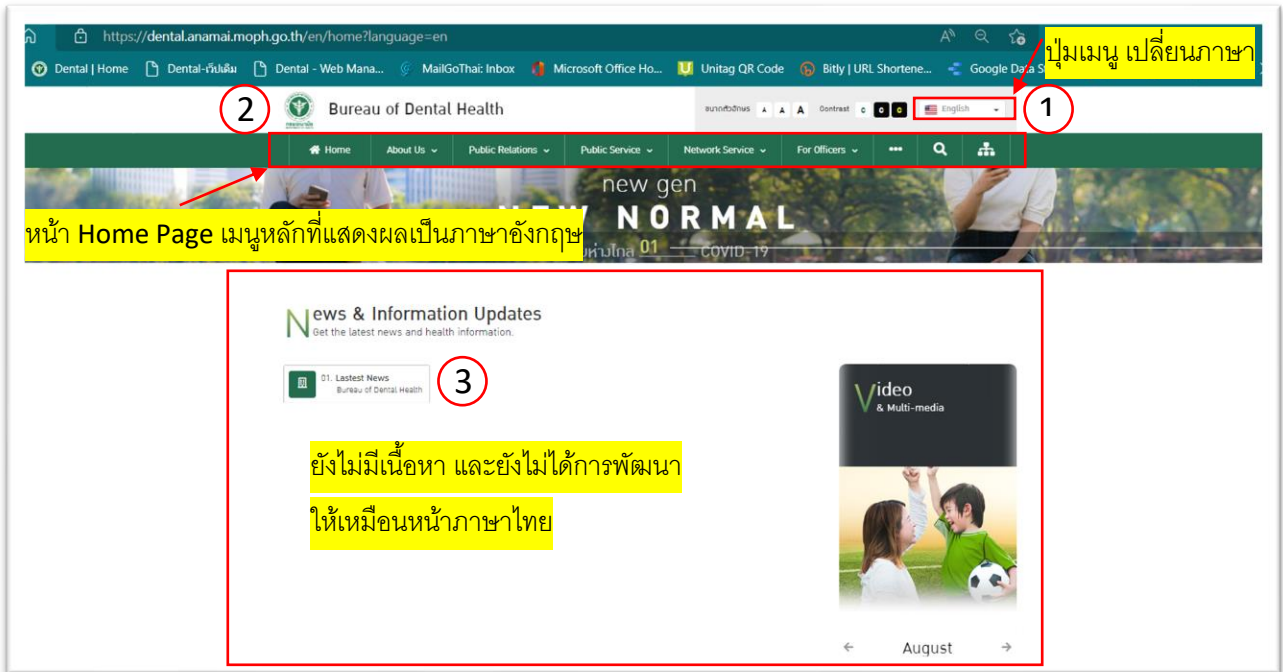 https://dental.anamai.moph.go.th/en/home?language=en
ปุ่มเมนู เปลี่ยนภาษา
Dental | Home Dental-เว็บเดิม Dental - Web Mana... MailGoThai: Inbox Microsoft Office Ho... Unitag QR Code Bitly | URL Shortene... Google Data S
2
Bureau of Dental Health
ขนาดตัวอักษร A A A Contrast C C C English
1
Home About Us Public Relations Public Service Network Service For Officers •••
new gen
NORMAL
หน้า Home Page เมนูหลักที่แสดงผลเป็นภาษาอังกฤษ
01 COVID-19
News & Information Updates
Get the latest news and health information.
01. Lastest News
Bureau of Dental Health
3
Video
& Multi-media
ยังไม่มีเนื้อหา และยังไม่ได้การพัฒนา
ให้เหมือนหน้าภาษาไทย
← August →